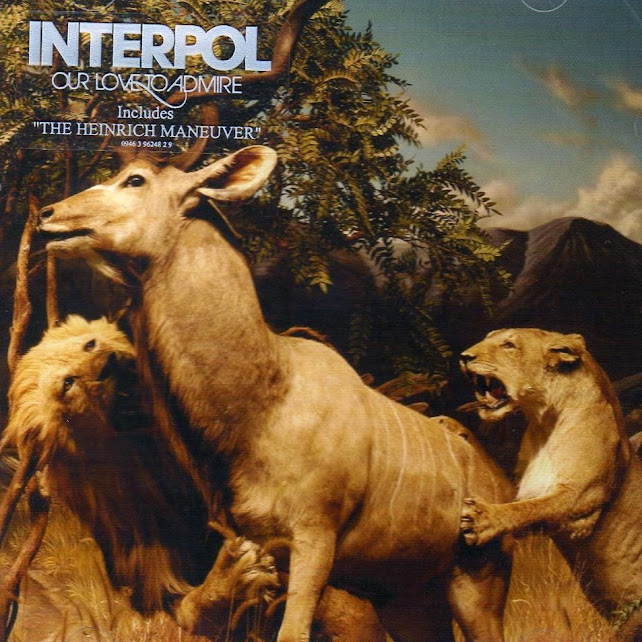 INTERPOL
OUR LOVE TO ADMIRE
Includes
"THE HEINRICH MANEUVER"
0946 3 96248 2 9